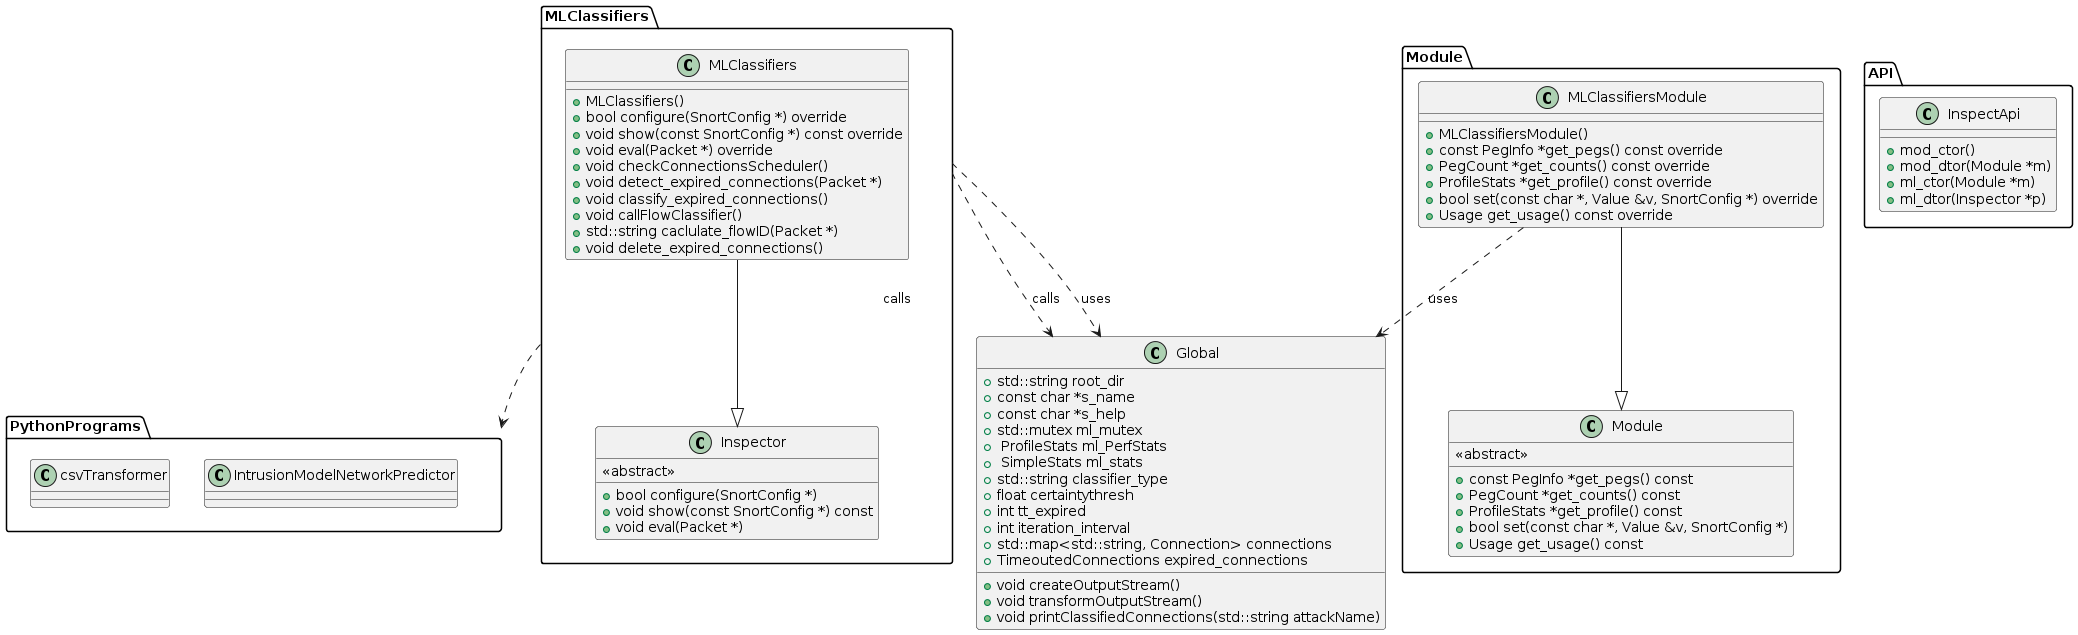 MLClassifiers
C MLClassifiers
MLClassifiers()
bool configure(SnortConfig *) override
void show(const SnortConfig *) const override
void eval(Packet *) override
void checkConnectionsScheduler()
void detect_expired_connections(Packet *)
void classify_expired_connections()
void callFlowClassifier()
std::string caclulate_flowID(Packet *)
void delete_expired_connections()
Module
C MLClassifiersModule
MLClassifiersModule()
const PegInfo *get_pegs() const override
PegCount *get_counts() const override
ProfileStats *get_profile() const override
bool set(const char *, Value &v, SnortConfig *) override
Usage get_usage() const override
API
C InspectApi
mod_ctor()
mod_dtor(Module *m)
ml_ctor(Module *m)
ml_dtor(Inspector *p)
calls
calls
uses
uses
PythonPrograms
C csvTransformer
C IntrusionModelNetworkPredictor
C Inspector
«abstract»
bool configure(SnortConfig *)
void show(const SnortConfig *) const
void eval(Packet *)
C Global
std::string root_dir
const char *s_name
const char *s_help
std::mutex ml_mutex
ProfileStats ml_PerfStats
SimpleStats ml_stats
std::string classifier_type
float certaintythresh
int tt_expired
int iteration_interval
std::map<std::string, Connection> connections
TimeoutedConnections expired_connections
void createOutputStream()
void transformOutputStream()
void printClassifiedConnections(std::string attackName)
C Module
«abstract»
const PegInfo *get_pegs() const
PegCount *get_counts() const
ProfileStats *get_profile() const
bool set(const char *, Value &v, SnortConfig *)
Usage get_usage() const